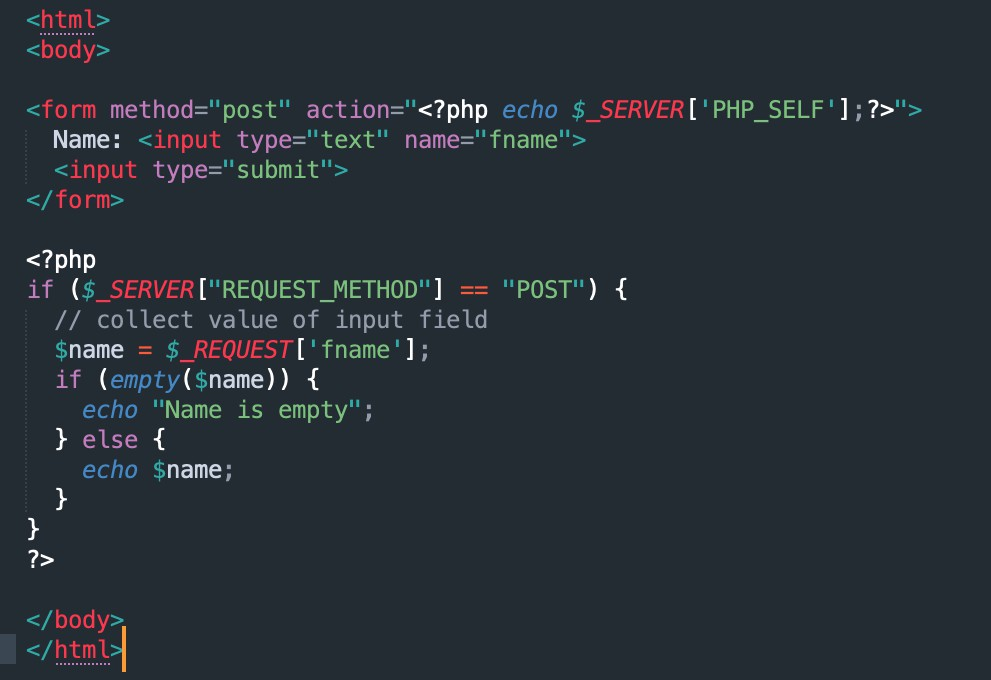 <html>
<body>

<form method="post" action="<?php echo $_SERVER['PHP_SELF'];?>">
  Name: <input type="text" name="fname">
  <input type="submit">
</form>

<?php
if ($_SERVER["REQUEST_METHOD"] == "POST") {
  // collect value of input field
  $name = $_REQUEST['fname'];
  if (empty($name)) {
    echo "Name is empty";
  } else {
    echo $name;
  }
}
?>

</body>
</html>